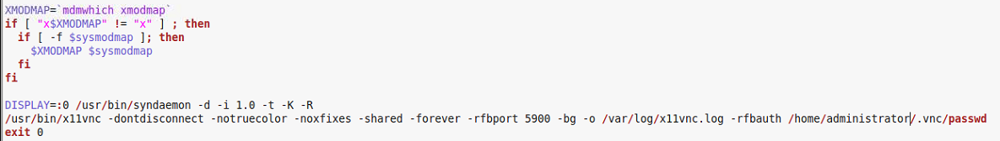 XMODMAP=`mdmwhich xmodmap`
if [ "x$XMODMAP" != "x" ] ; then
  if [ -f $sysmodmap ]; then
    $XMODMAP $sysmodmap
  fi
fi

DISPLAY=:0 /usr/bin/syndaemon -d -i 1.0 -t -K -R
/usr/bin/x11vnc -dontdisconnect -notruecolor -noxfixes -shared -forever -rfbport 5900 -bg -o /var/log/x11vnc.log -rfbauth /home/administrator/.vnc/passwd
exit 0